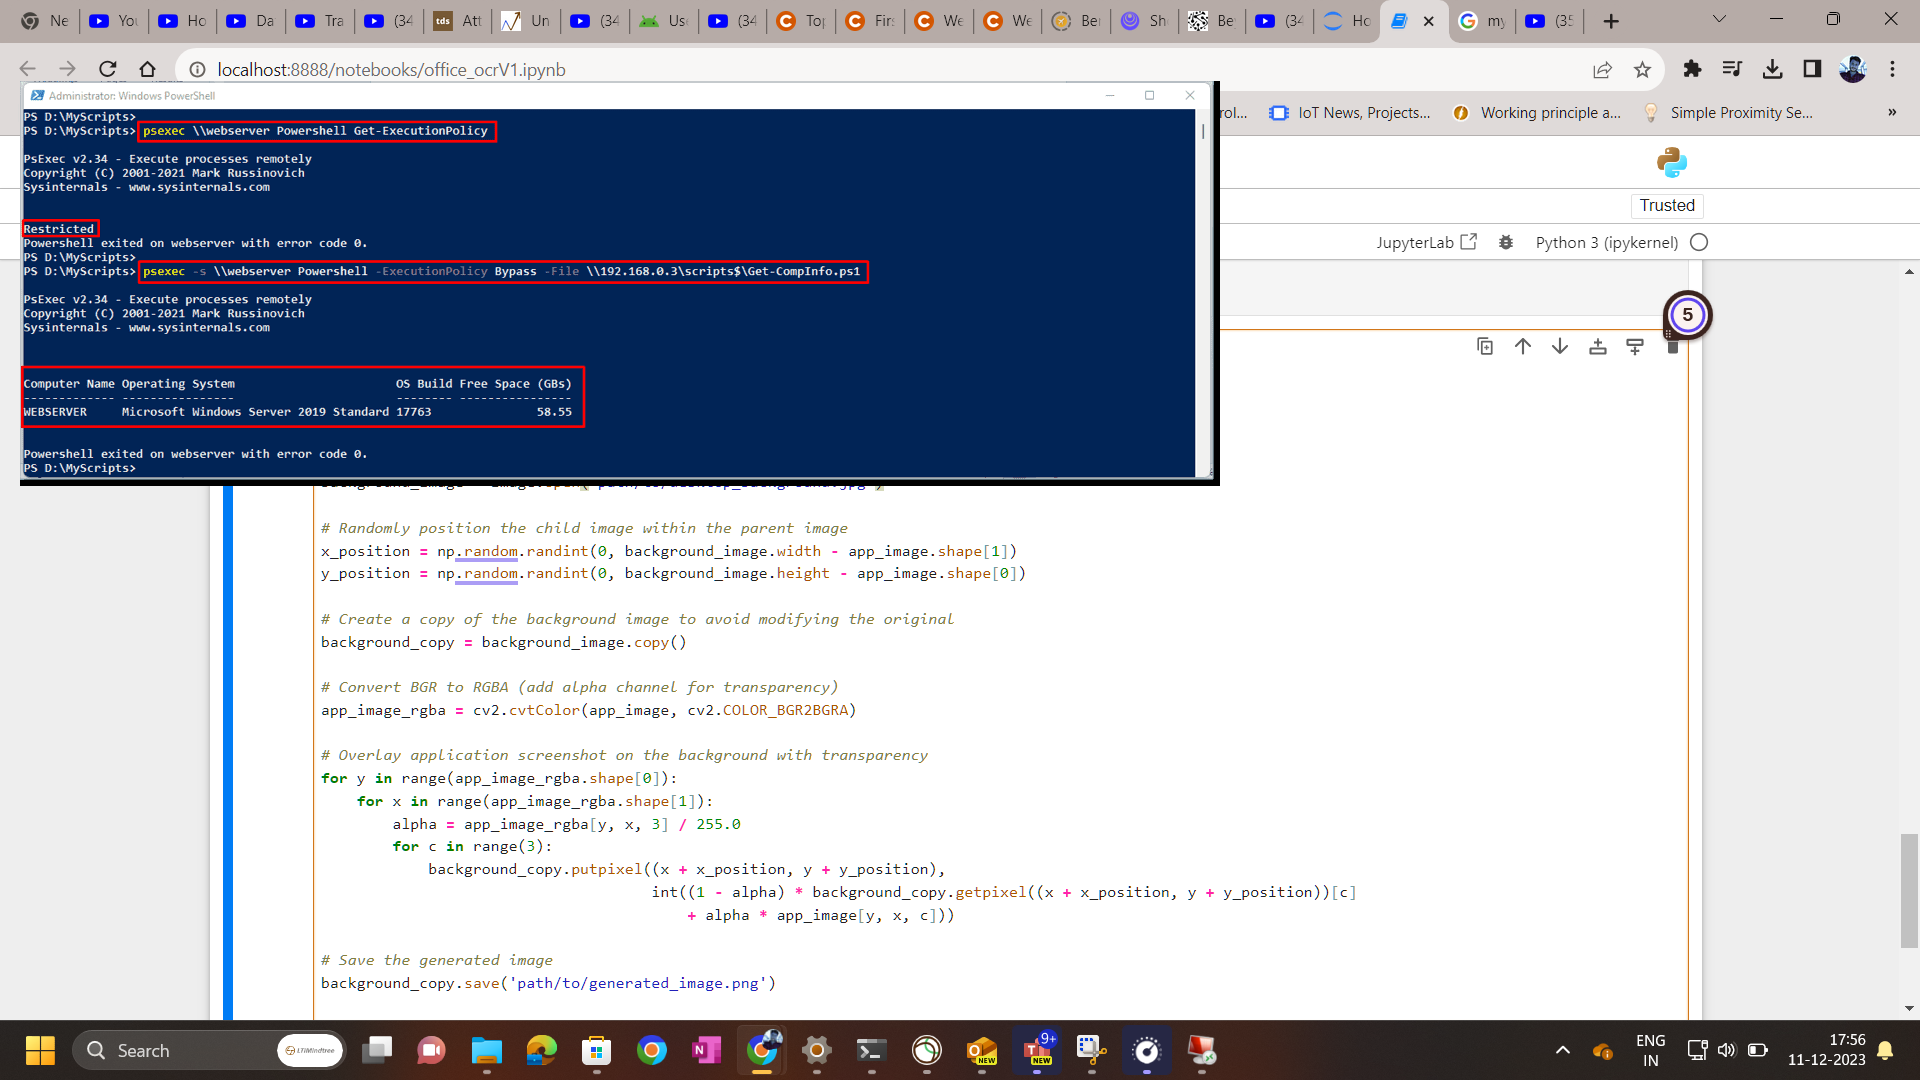 Ne
You
Ho
Da
Tra
(34
tds Att
Un
(34
Use
(34
Top
Firs
We
We
Ber
Sho
Be
(34
Ho
my
(35
localhost:8888/notebooks/office_ocrV1.ipynb
rol...
IoT News, Projects...
Working principle a...
Simple Proximity Se...
»
Administrator: Windows PowerShell
PS D:\MyScripts>
PS D:\MyScripts> psexec \\webserver Powershell Get-ExecutionPolicy
PsExec v2.34 - Execute processes remotely
Copyright (C) 2001-2021 Mark Russinovich
Sysinternals - www.sysinternals.com
Restricted
Powershell exited on webserver with error code 0.
PS D:\MyScripts>
PS D:\MyScripts> psexec -s \\webserver Powershell -ExecutionPolicy Bypass -File \\192.168.0.3\scripts$\Get-CompInfo.ps1
PsExec v2.34 - Execute processes remotely
Copyright (C) 2001-2021 Mark Russinovich
Sysinternals - www.sysinternals.com
Computer Name Operating System OS Build Free Space (GBs)
------------- ---------------- -------- ----------------
WEBSERVER Microsoft Windows Server 2019 Standard 17763 58.55
Powershell exited on webserver with error code 0.
PS D:\MyScripts>
Trusted
JupyterLab
Python 3 (ipykernel)
5
# Randomly position the child image within the parent image
x_position = np.random.randint(0, background_image.width - app_image.shape[1])
y_position = np.random.randint(0, background_image.height - app_image.shape[0])
# Create a copy of the background image to avoid modifying the original
background_copy = background_image.copy()
# Convert BGR to RGBA (add alpha channel for transparency)
app_image_rgba = cv2.cvtColor(app_image, cv2.COLOR_BGR2BGRA)
# Overlay application screenshot on the background with transparency
for y in range(app_image_rgba.shape[0]):
for x in range(app_image_rgba.shape[1]):
alpha = app_image_rgba[y, x, 3] / 255.0
for c in range(3):
background_copy.putpixel((x + x_position, y + y_position),
int((1 - alpha) * background_copy.getpixel((x + x_position, y + y_position))[c]
+ alpha * app_image[y, x, c]))
# Save the generated image
background_copy.save('path/to/generated_image.png')
Search
LTIMindtree
NEW
9+
NEW
ENG
IN
17:56
11-12-2023